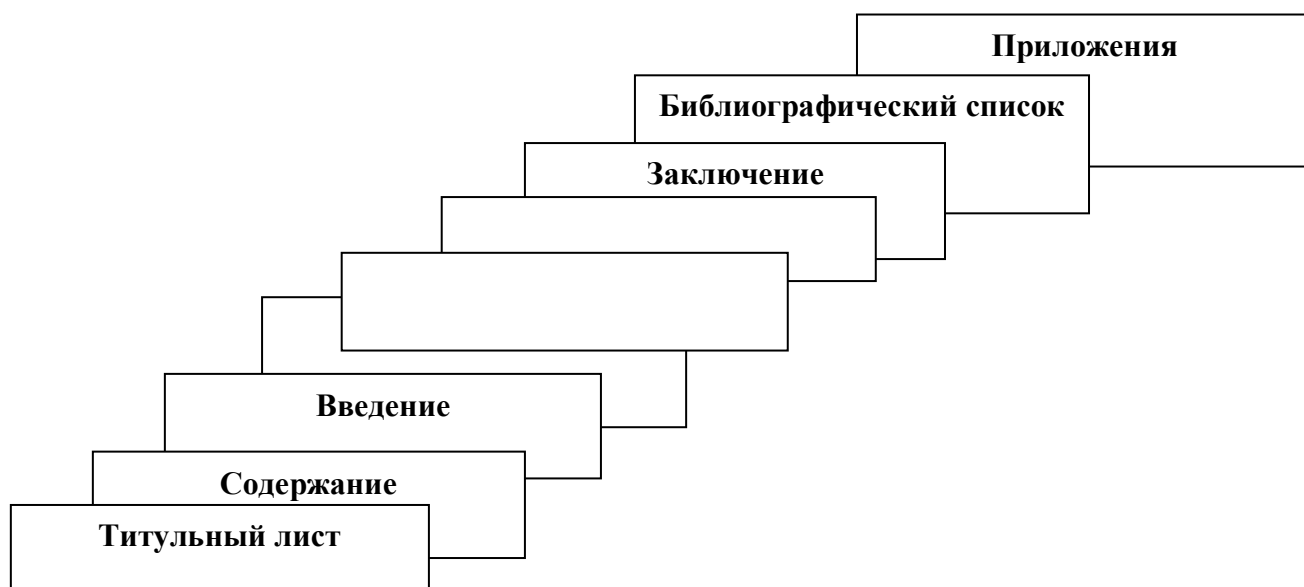 Приложения
Библиографический список
Заключение
Введение
Содержание
Титульный лист